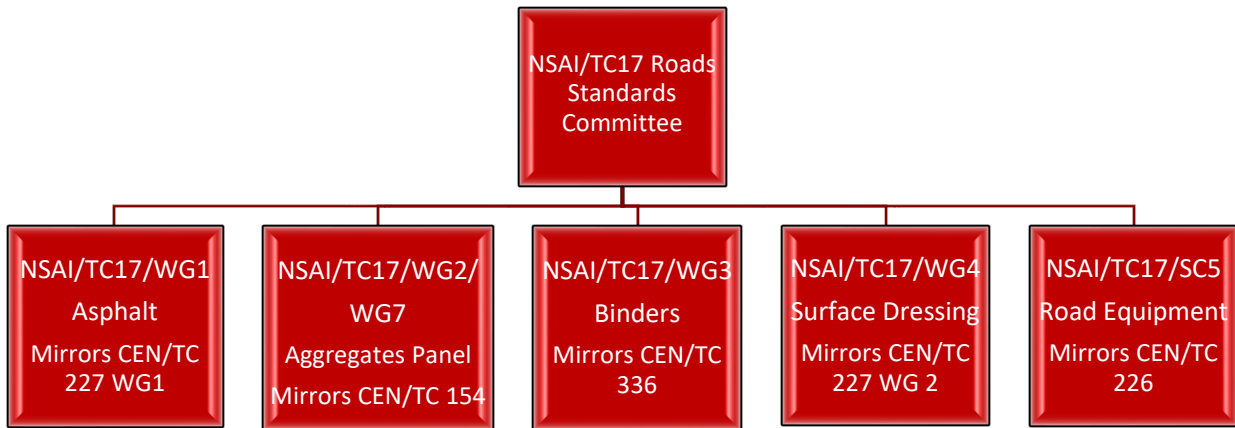 NSAI/TC17 Roads
Standards
Committee
NSAI/TC17/WG1
Asphalt
Mirrors CEN/TC
227 WG1
NSAI/TC17/WG2/
WG7
Aggregates Panel
Mirrors CEN/TC 154
NSAI/TC17/WG3
Binders
Mirrors CEN/TC
336
NSAI/TC17/WG4
Surface Dressing
Mirrors CEN/TC
227 WG 2
NSAI/TC17/SC5
Road Equipment
Mirrors CEN/TC
226